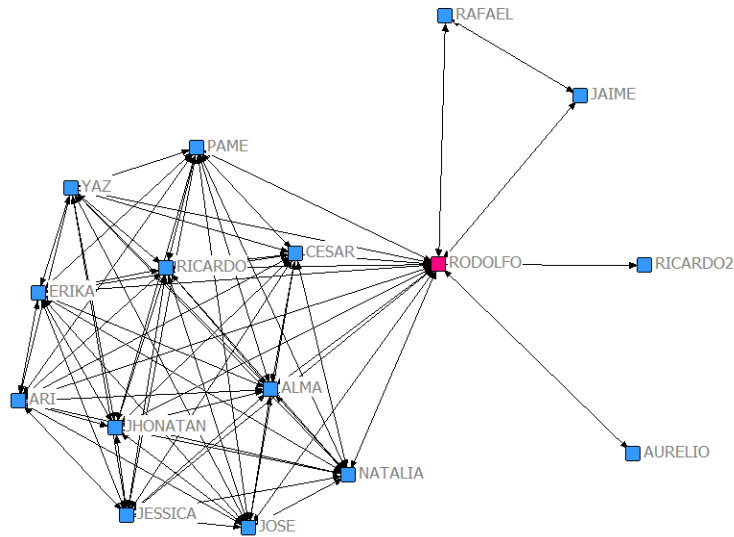 RAFAEL
JAIME
PAME
YAZ
CESAR
RICARDO
RODOLFO
RICARDO2
ERIKA
ALMA
ARI
JHONATAN
AURELIO
NATALIA
JESSICA
JOSE